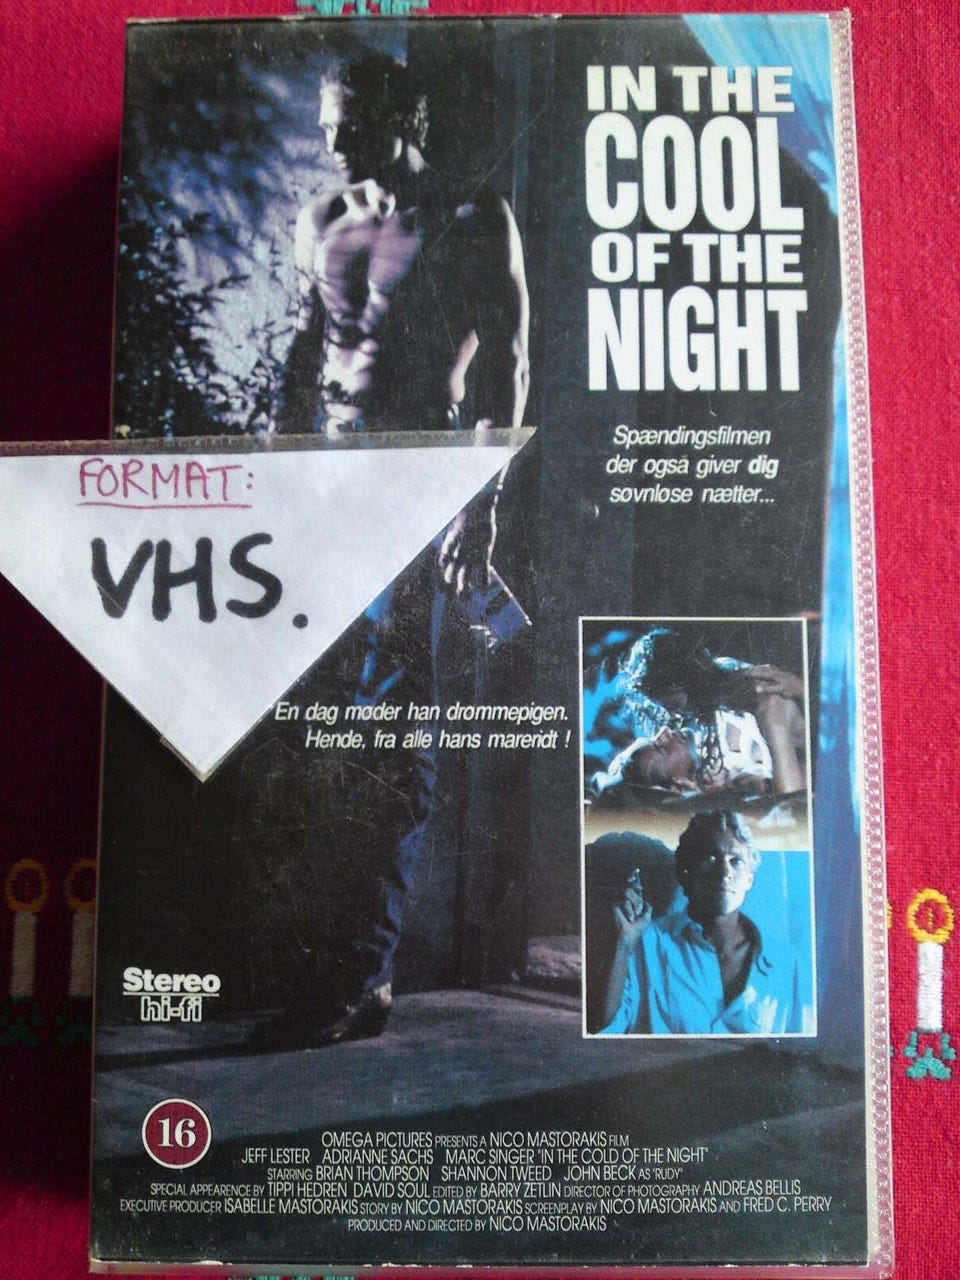 IN THE
COOL
OF THE
NIGHT
Spændingsfilmen
der ogsa giver dig
søvnløse nætter...
FORMAT:
VHS.
En dag møder han drømmepigen.
Hende, fra alle hans mareridt !
Stereo
hi-fi
16
OMEGA PICTURES PRESENTS A NICO MASTORAKIS FILM
JEFF LESTER ADRIANNE SACHS MARC SINGER "IN THE COLD OF THE NIGHT"
STARRING BRIAN THOMPSON SHANNON TWEED JOHN BECK AS "RUDY"
SPECIAL APPEARENCE BY TIPPI HEDREN DAVID SOUL EDITED BY BARRY ZETLIN DIRECTOR OF PHOTOGRAPHY ANDREAS BELLIS
EXECUTIVE PRODUCER ISABELLE MASTORAKIS STORY BY NICO MASTORAKIS SCREENPLAY BY NICO MASTORAKIS AND FRED C. PERRY
PRODUCED AND DIRECTED BY NICO MASTORAKIS